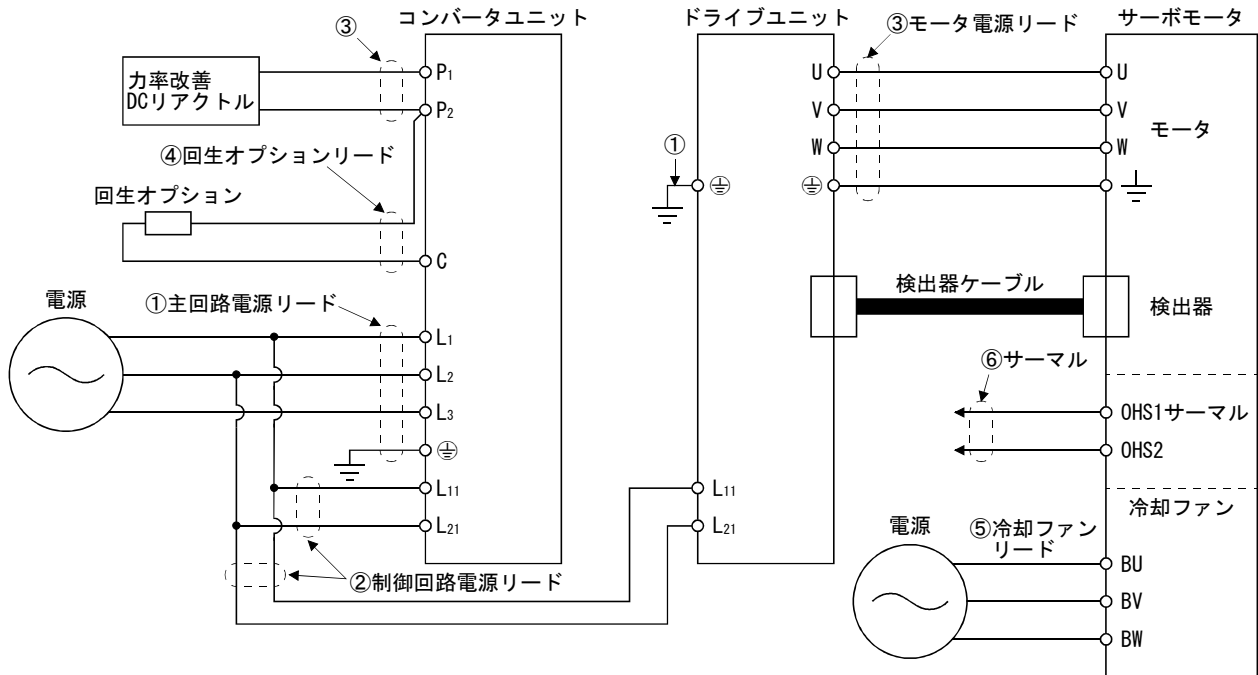 コンバータユニット
ドライブユニット
サーボモータ
③
③モータ電源リード
力率改善
DCリアクトル
P1
P2
U
V
W
U
V
W
モータ
④回生オプションリード
回生オプション
C
①
電源
①主回路電源リード
L1
L2
L3
検出器ケーブル
検出器
⑥サーマル
OHS1サーマル
OHS2
L11
L21
②制御回路電源リード
L11
L21
冷却ファン
電源
⑤冷却ファン
リード
BU
BV
BW